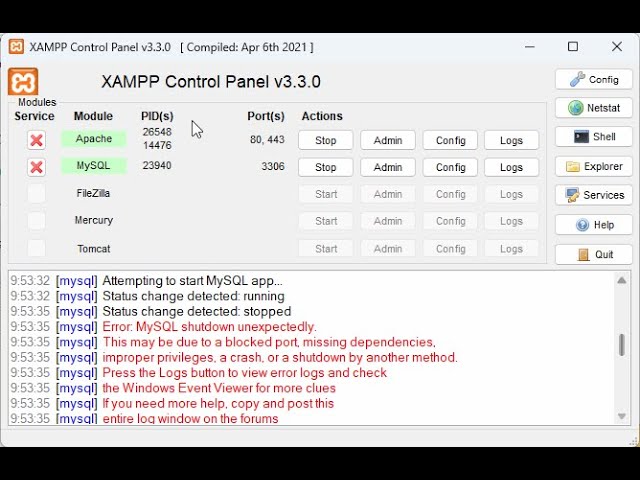 XAMPP Control Panel v3.3.0 [ Compiled: Apr 6th 2021 ]
XAMPP Control Panel v3.3.0
Config
Modules
Service Module PID(s) Port(s) Actions
Netstat
Apache 26548 14476 80, 443 Stop Admin Config Logs
Shell
MySQL 23940 3306 Stop Admin Config Logs
Explorer
FileZilla Start Admin Config Logs
Services
Mercury Start Admin Config Logs
Help
Tomcat Start Admin Config Logs
Quit
9:53:32 [mysql] Attempting to start MySQL app...
9:53:32 [mysql] Status change detected: running
9:53:35 [mysql] Status change detected: stopped
9:53:35 [mysql] Error: MySQL shutdown unexpectedly.
9:53:35 [mysql] This may be due to a blocked port, missing dependencies,
9:53:35 [mysql] improper privileges, a crash, or a shutdown by another method.
9:53:35 [mysql] Press the Logs button to view error logs and check
9:53:35 [mysql] the Windows Event Viewer for more clues
9:53:35 [mysql] If you need more help, copy and post this
9:53:35 [mysql] entire log window on the forums